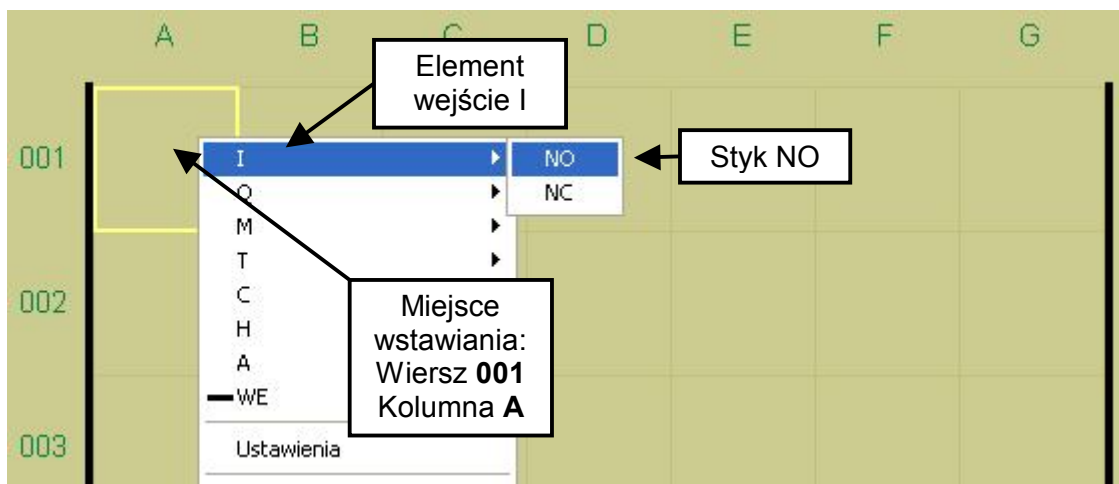 A B C D E F G
Element
wejście I
001
I
NO
Styk NO
Q
NC
M
T
002
C
H
A
WE
Miejsce
wstawiania:
Wiersz 001
Kolumna A
003
Ustawienia